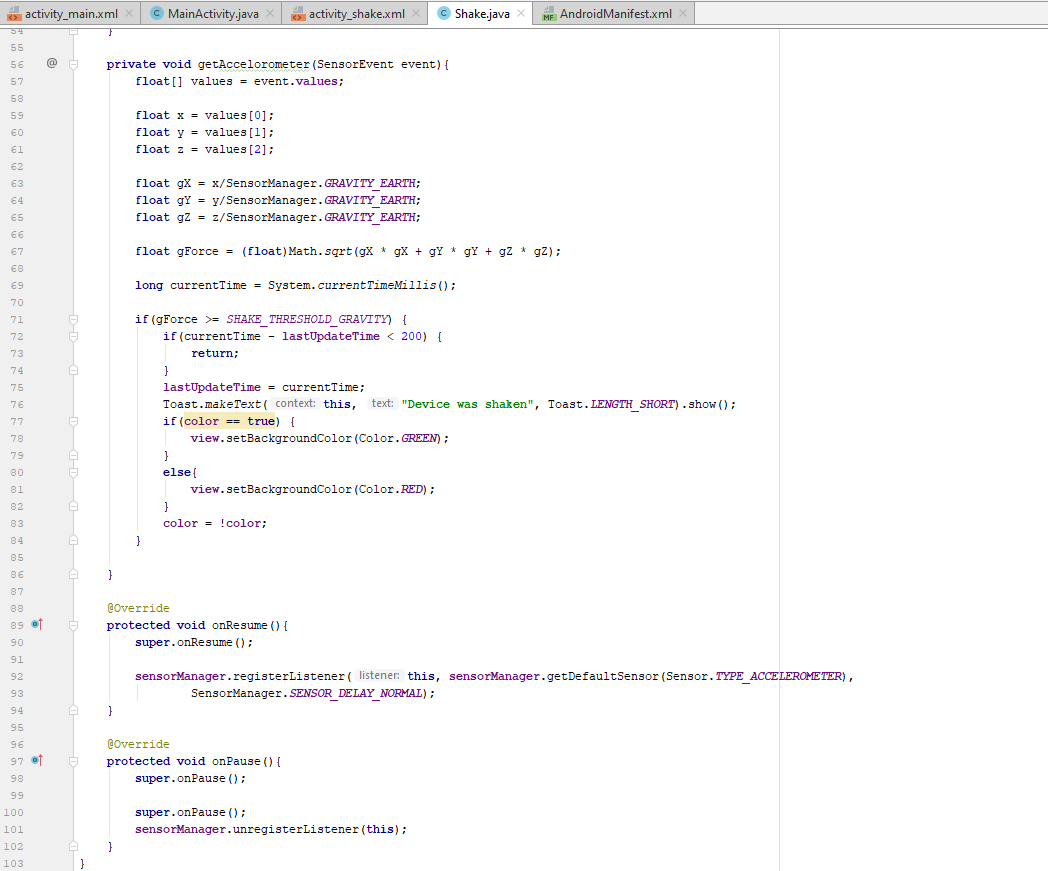 activity_main.xml MainActivity.java activity_shake.xml Shake.java AndroidManifest.xml
54 }
55
56 @ private void getAccelorometer(SensorEvent event){
57 float[] values = event.values;
58
59 float x = values[0];
60 float y = values[1];
61 float z = values[2];
62
63 float gX = x/SensorManager.GRAVITY_EARTH;
64 float gY = y/SensorManager.GRAVITY_EARTH;
65 float gZ = z/SensorManager.GRAVITY_EARTH;
66
67 float gForce = (float)Math.sqrt(gX * gX + gY * gY + gZ * gZ);
68
69 long currentTime = System.currentTimeMillis();
70
71 if(gForce >= SHAKE_THRESHOLD_GRAVITY) {
72 if(currentTime - lastUpdateTime < 200) {
73 return;
74 }
75 lastUpdateTime = currentTime;
76 Toast.makeText( context: this, text: "Device was shaken", Toast.LENGTH_SHORT).show();
77 if(color == true) {
78 view.setBackgroundColor(Color.GREEN);
79 }
80 else{
81 view.setBackgroundColor(Color.RED);
82 }
83 color = !color;
84 }
85
86 }
87
88 @Override
89 protected void onResume(){
90 super.onResume();
91
92 sensorManager.registerListener( listener: this, sensorManager.getDefaultSensor(Sensor.TYPE_ACCELEROMETER),
93 SensorManager.SENSOR_DELAY_NORMAL);
94 }
95
96 @Override
97 protected void onPause(){
98 super.onPause();
99
100 super.onPause();
101 sensorManager.unregisterListener(this);
102 }
103 }